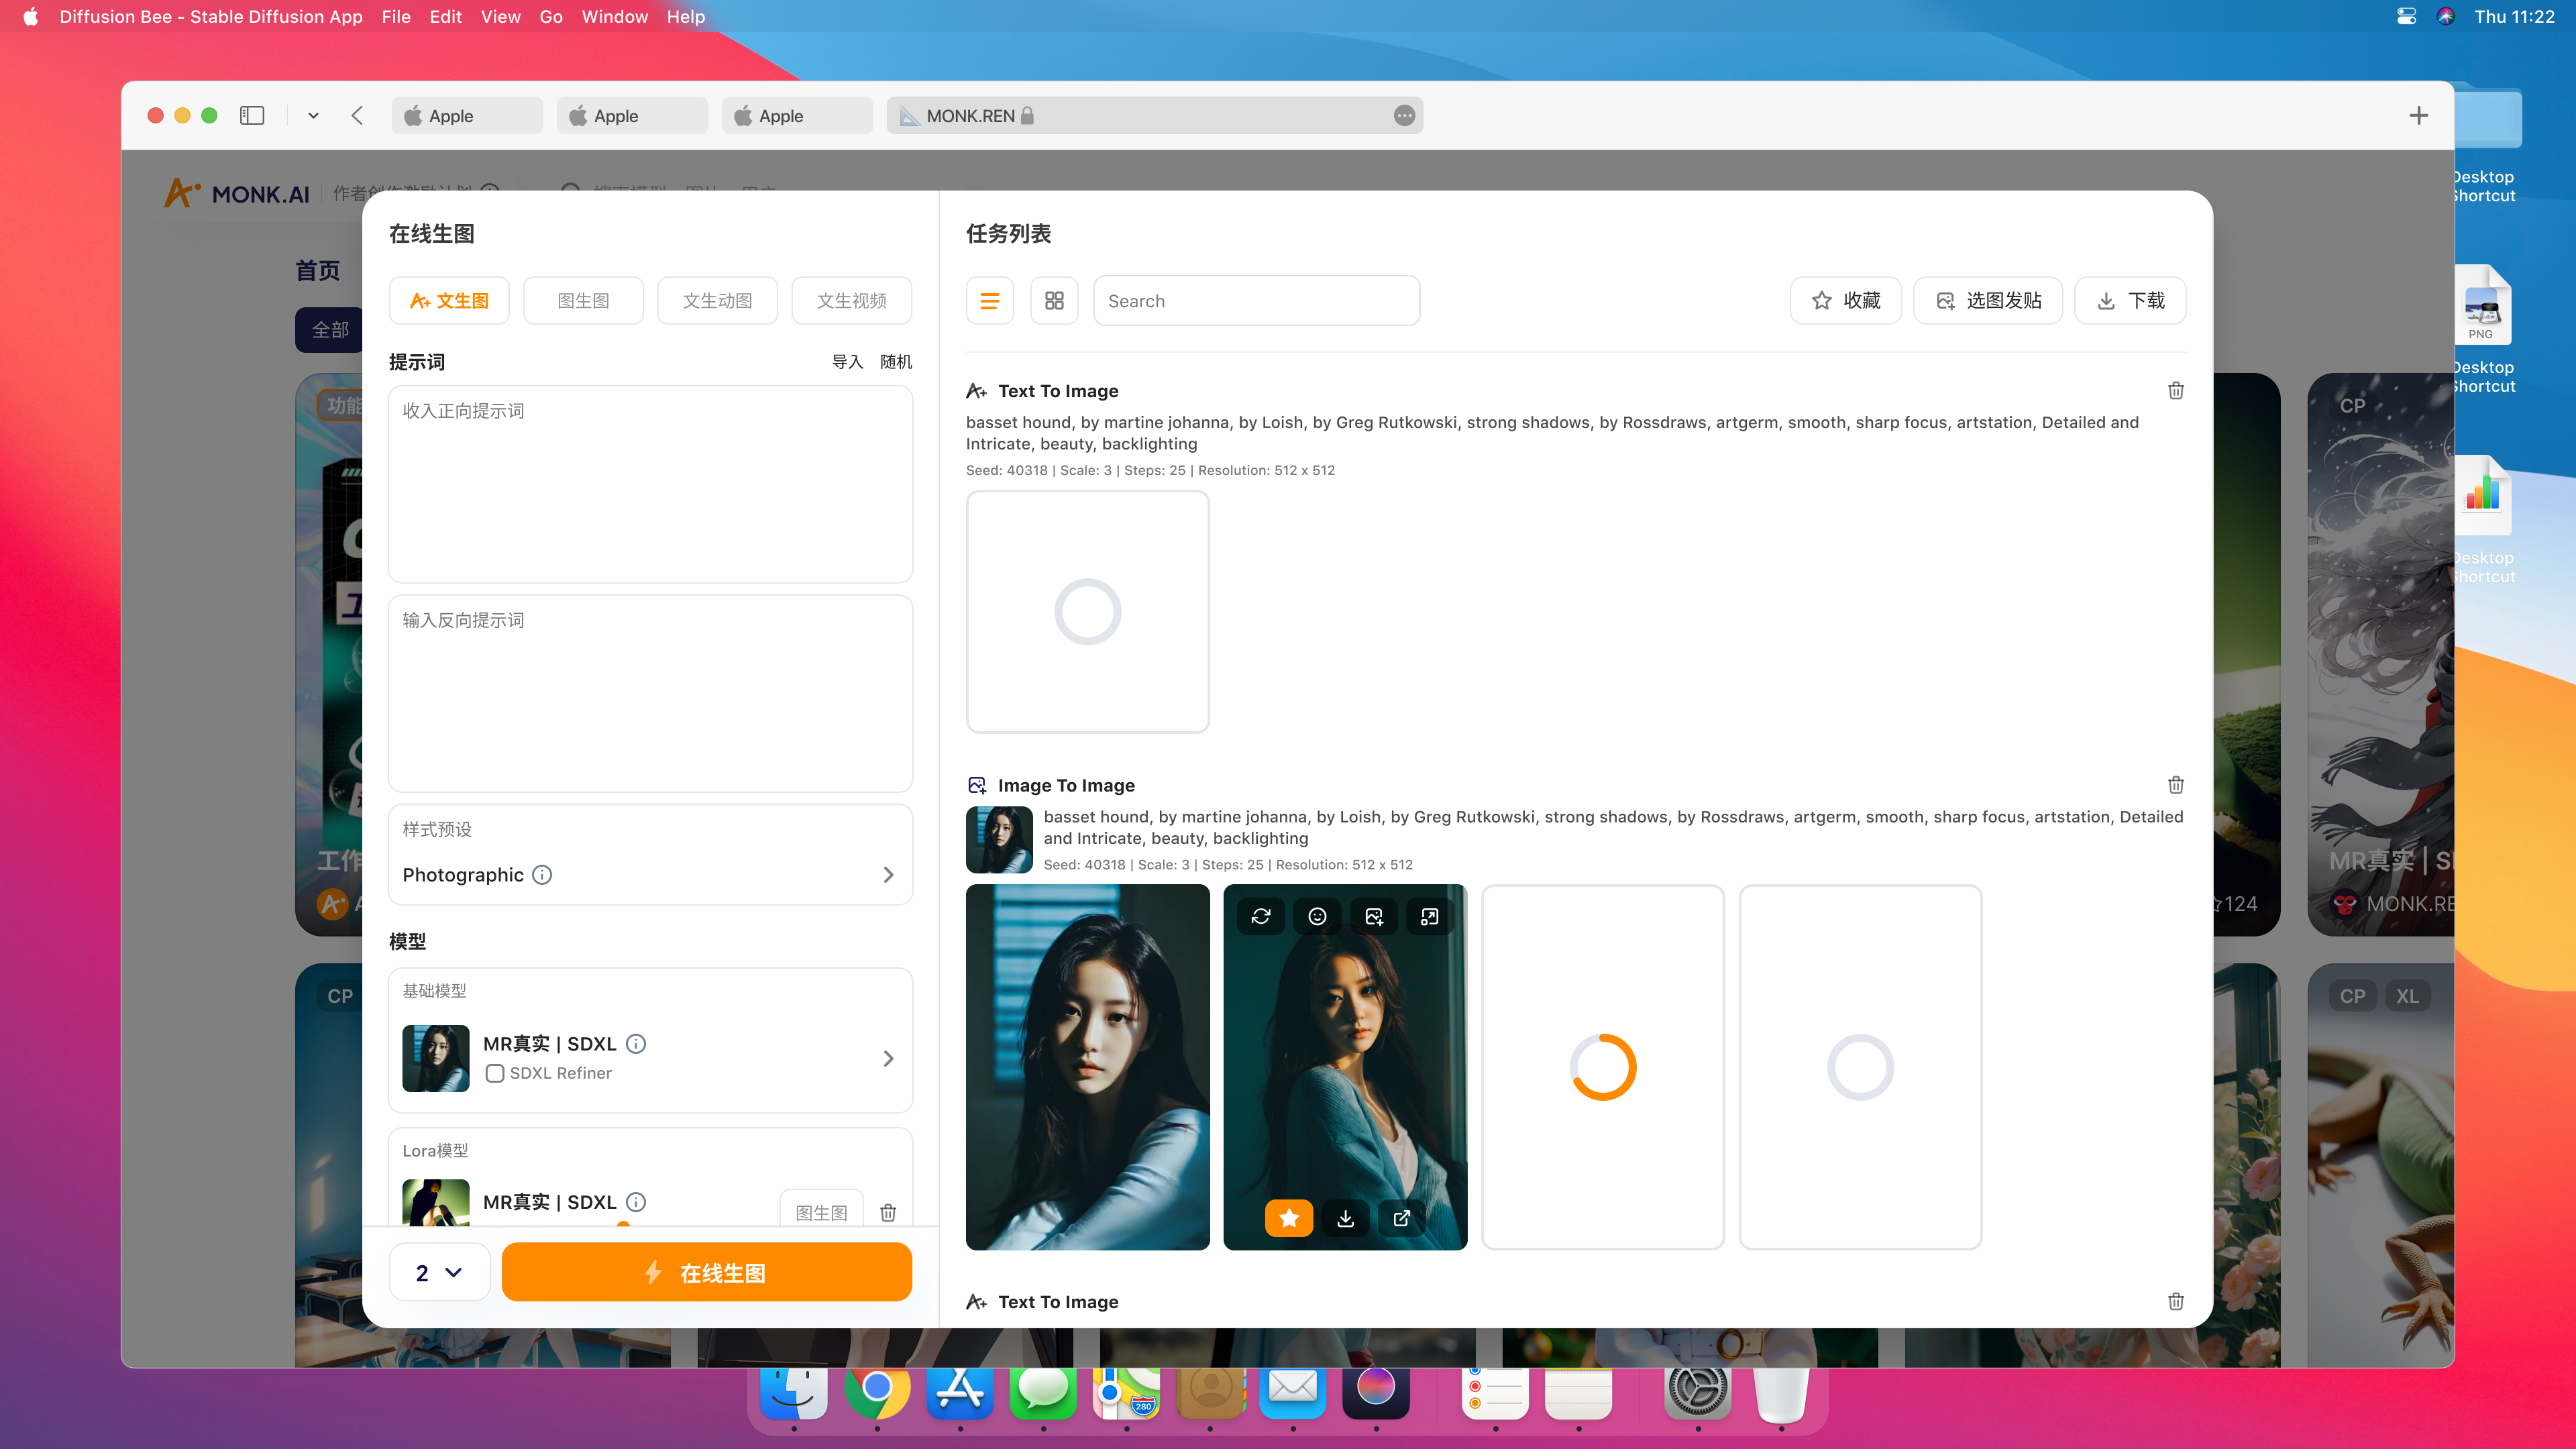 Diffusion Bee - Stable Diffusion App File Edit View Go Window Help
Thu 11:22
Apple
Apple
Apple
MONK.REN
MONK.AI
首页
全部
功能
工作
CP
在线生图
文生图
图生图
文生动图
文生视频
提示词
导入 随机
收入正向提示词
输入反向提示词
样式预设
Photographic
模型
基础模型
MR真实 | SDXL
SDXL Refiner
Lora模型
MR真实 | SDXL
图生图
2
在线生图
任务列表
Search
收藏
选图发贴
下载
Text To Image
basset hound, by martine johanna, by Loish, by Greg Rutkowski, strong shadows, by Rossdraws, artgerm, smooth, sharp focus, artstation, Detailed and
Intricate, beauty, backlighting
Seed: 40318 | Scale: 3 | Steps: 25 | Resolution: 512 x 512
Image To Image
basset hound, by martine johanna, by Loish, by Greg Rutkowski, strong shadows, by Rossdraws, artgerm, smooth, sharp focus, artstation, Detailed
and Intricate, beauty, backlighting
Seed: 40318 | Scale: 3 | Steps: 25 | Resolution: 512 x 512
Text To Image
124
CP
MR真实 |
MONK.RE
CP XL
Desktop
Shortcut
PNG
Desktop
Shortcut
Desktop
Shortcut
280